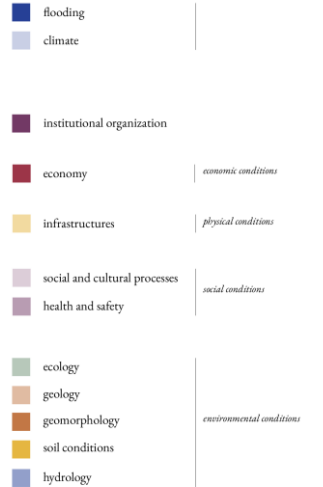 flooding
climate
institutional organization
economy
economic conditions
infrastructures
physical conditions
social and cultural processes
social conditions
health and safety
ecology
geology
geomorphology
environmental conditions
soil conditions
hydrology